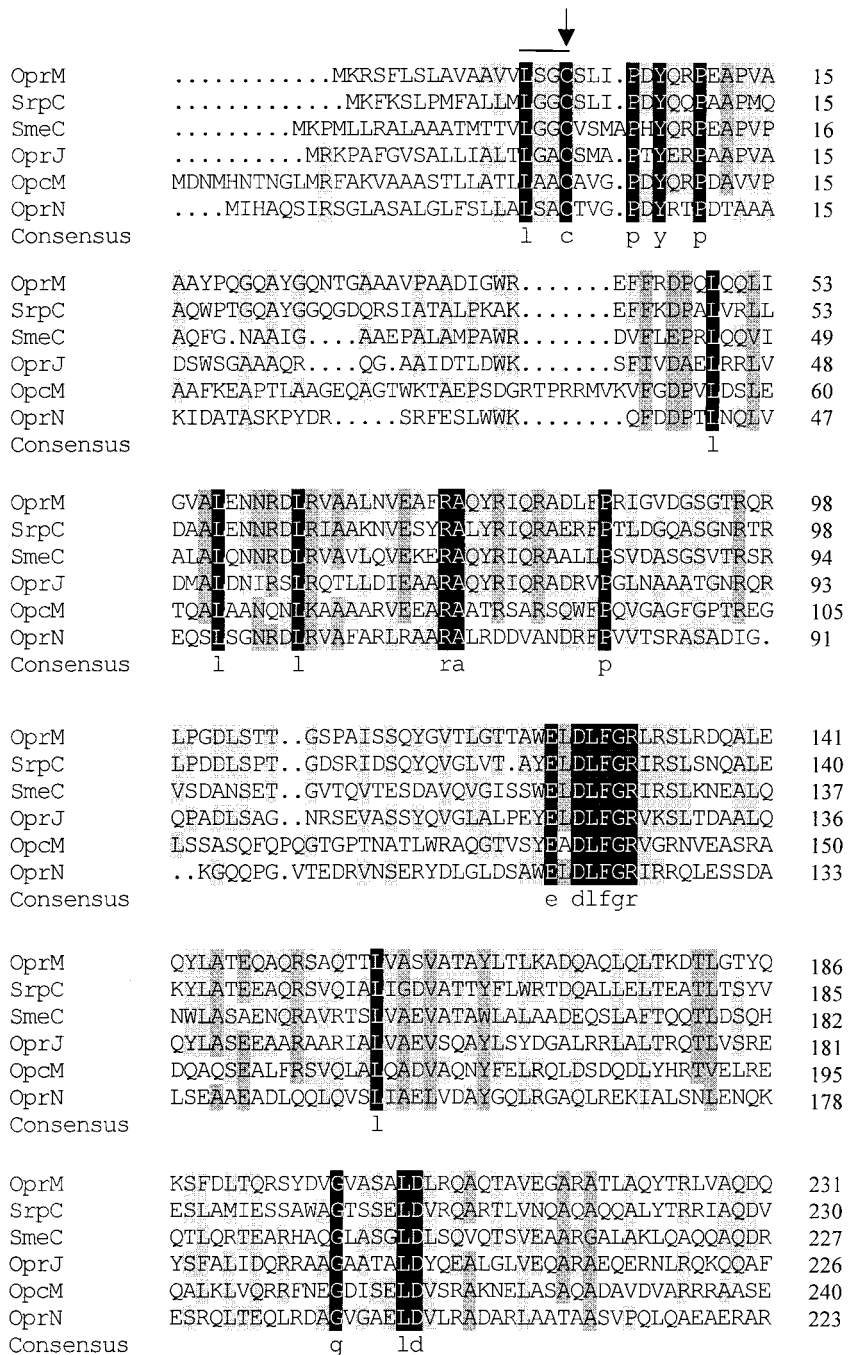 OprM ............MKRSFLSLAVAAVVLSGCSLI.PDYQRPEAPVA 15
SrpC .............MKFKSLPMFALLMLGGCSLI.PDYQQPAAPMQ 15
SmeC .........MKPMLLRALAAATMTTVLGGCVSMAPHYQRPEAPVP 16
OprJ ..........MRKPAFGVSALLIALTLGACSMA.PTYERPAAPVA 15
OpcM MDNMHNTNGLMRFAKVAAASTLLATLLAACAVG.PDYQRPDAVVP 15
OprN ....MIHAQSIRSGLASALGLFSLLALSACTVG.PDYRTPDTAAA 15
Consensus l c p y p
OprM AAYPQGQAYGQNTGAAAVPAADIGWR.......EFFRDPQLQQLI 53
SrpC AQWPTGQAYGGQGDQRSIATALPKAK.......EFFKDPALVRLL 53
SmeC AQFG.NAAIG....AAEPALAMPAWR.......DVFLEPRLQQVI 49
OprJ DSWSGAAAQR.....QG.AAIDTLDWK......SFIVDAELRRLV 48
OpcM AAFKEAPTLAAGEQAGTWKTAEPSDGRTPRRMVKVFGDPVLDSLE 60
OprN KIDATASKPYDR......SRFESLWWK......QFDDPTLNQLV 47
Consensus l
OprM GVALENNRDLRVAALNVEAFRAQYRIQRADLFPRIGVDGSGTRQR 98
SrpC DAALENNRDLRIAAKNVESYRALYRIQRAERFPTLDGQASGNRTR 98
SmeC ALALQNNRDLRVAVLQVEKERAQYRIQRAALLPSVDASGSVTRSR 94
OprJ DMALDNIRSLRQTLLDIEAARAQYRIQRADRVPGLNAAATGNRQR 93
OpcM TQALAANQNLKAAAARVEEARAATRSARSQWFPQVGAGFGPTREG 105
OprN EQSLSGNRDLRVAFARLRAARALRDDVANDRFPVVTSRASADIG. 91
Consensus l l ra p
OprM LPGDLSTT..GSPAISSQYGVTLGTTAWELDLFGRLRSLRDQALE 141
SrpC LPDDLSPT..GDSRIDSQYQVGLVT.AYELDLFGRIRSLSNQALE 140
SmeC VSDANSET..GVTQVTESDAVQVGISSWELDLFGRIRSLKNEALQ 137
OprJ QPADLSAG..NRSEVASSYQVGLALPEYELDLFGRVKSLTDAALQ 136
OpcM LSSASQFQPQGTGPTNATLWRAQGTVSYEADLFGRVGRNVEASRA 150
OprN ..KGQQPG.VTEDRVNSERYDLGLDSAWELDLFGRIRRQLESSDA 133
Consensus e dlfgr
OprM QYLATEQAQRSAQTTLVASVATAYLTLKADQAQLQLTKDTLGTYQ 186
SrpC KYLATEEAQRSVQIALIGDVATTYFLWRTDQALLELTEATLTSYV 185
SmeC NWLASAENQRAVRTSLVAEVATAWLALAADEQSLAFTQQTLDSQH 182
OprJ QYLASEEAARAARIALVAEVSQAYLSYDGALRRLALTRQTLVSRE 181
OpcM DQAQSEALFRSVQLALQADVAQNYFELRQLDSDQDLYHRTVELRE 195
OprN LSEAAEADLQQLQVSLIAELVDAYGQLRGAQLREKIALSNLENQK 178
Consensus l
OprM KSFDLTQRSYDVGVASALDLRQAQTAVEGARATLAQYTRLVAQDQ 231
SrpC ESLAMIESSAWAGTSSELDVRQARTLVNQAQAQQALYTRRIAQDV 230
SmeC QTLQRTEARHAQGLASGLDLSQVQTSVEAARGALAKLQAQQAQDR 227
OprJ YSFALIDQRRAAGAATALDYQEALGLVEQARAEQERNLRQKQQAF 226
OpcM QALKLVQRRFNEGDISELDVSRAKNELASAQADAVDVARRRAASE 240
OprN ESRQLTEQLRDAGVGAELDVLRADARLAATAASVPQLQAEAERAR 223
Consensus g ld